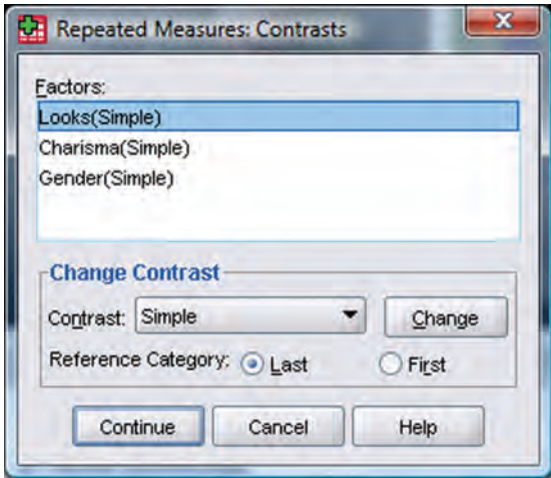 Repeated Measures: Contrasts
Factors:
Looks(Simple)
Charisma(Simple)
Gender(Simple)
Change Contrast
Contrast: Simple Change
Reference Category: Last First
Continue Cancel Help